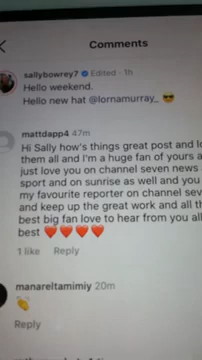 Comments
sallybowrey7 Edited · 1h
Hello weekend.
Hello new hat @lornamurray_ 😎
mattdapp4 47m
Hi Sally how's things great post and
them all and I'm a huge fan of yours a
just love you on channel seven news
sport and on sunrise as well and you
my favourite reporter on channel sev
and keep up the great work and all th
best big fan love to hear from you all
best ❤️❤️❤️❤️
1 like Reply
manareltamimiy 20m
👏
Reply